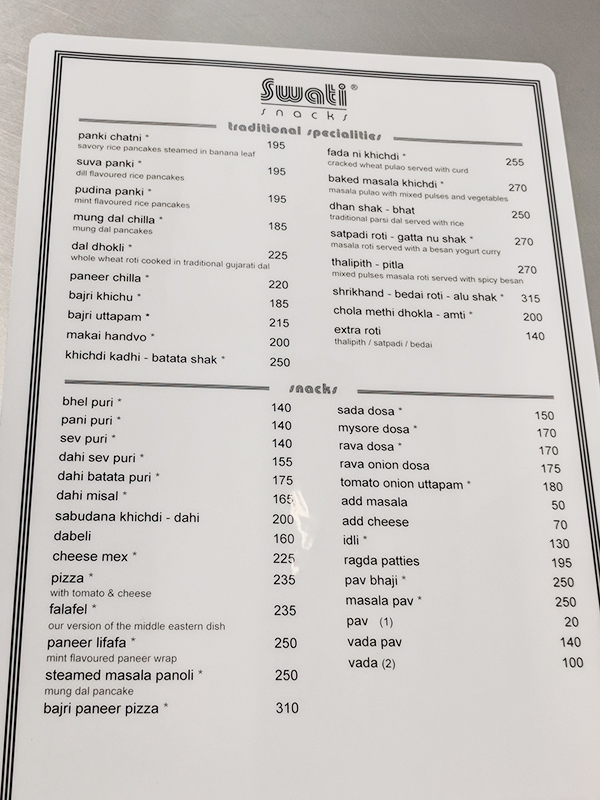 Swati®
snacks
traditional specialities
panki chatni * 195
savory rice pancakes steamed in banana leaf
suva panki * 195
dill flavoured rice pancakes
pudina panki * 195
mint flavoured rice pancakes
mung dal chilla * 185
mung dal pancakes
dal dhokli * 225
whole wheat roti cooked in traditional gujarati dal
paneer chilla * 220
bajri khichu * 185
bajri uttapam * 215
makai handvo * 200
khichdi kadhi - batata shak * 250
fada ni khichdi * 255
cracked wheat pulao served with curd
baked masala khichdi * 270
masala pulao with mixed pulses and vegetables
dhan shak - bhat 250
traditional parsi dal served with rice
satpadi roti - gatta nu shak * 270
masala roti served with a besan yogurt curry
thalipith - pitla 270
mixed pulses masala roti served with spicy besan
shrikhand - bedai roti - alu shak * 315
chola methi dhokla - amti * 200
extra roti 140
thalipith / satpadi / bedai
snacks
bhel puri * 140
pani puri * 140
sev puri * 140
dahi sev puri * 155
dahi batata puri * 175
dahi misal * 165
sabudana khichdi - dahi 200
dabeli 160
cheese mex * 225
pizza * 235
with tomato & cheese
falafel * 235
our version of the middle eastern dish
paneer lifafa * 250
mint flavoured paneer wrap
steamed masala panoli * 250
mung dal pancake
bajri paneer pizza * 310
sada dosa * 150
mysore dosa * 170
rava dosa * 170
rava onion dosa 175
tomato onion uttapam * 180
add masala 50
add cheese 70
idli * 130
ragda patties 195
pav bhaji * 250
masala pav * 250
pav (1) 20
vada pav 140
vada (2) 100